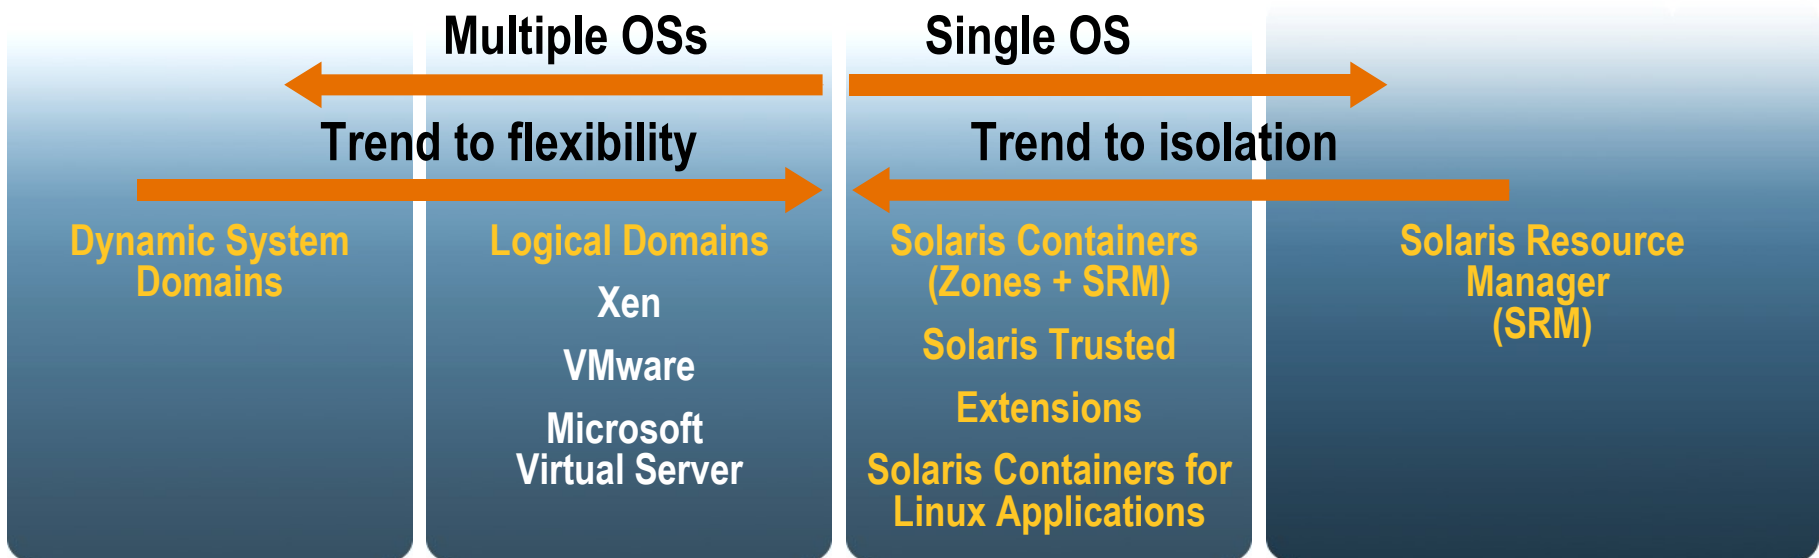 Multiple OSs
Single OS
Trend to flexibility
Trend to isolation
Dynamic System
Domains
Logical Domains
Xen
VMware
Microsoft
Virtual Server
Solaris Containers
(Zones + SRM)
Solaris Trusted
Extensions
Solaris Containers for
Linux Applications
Solaris Resource
Manager
(SRM)